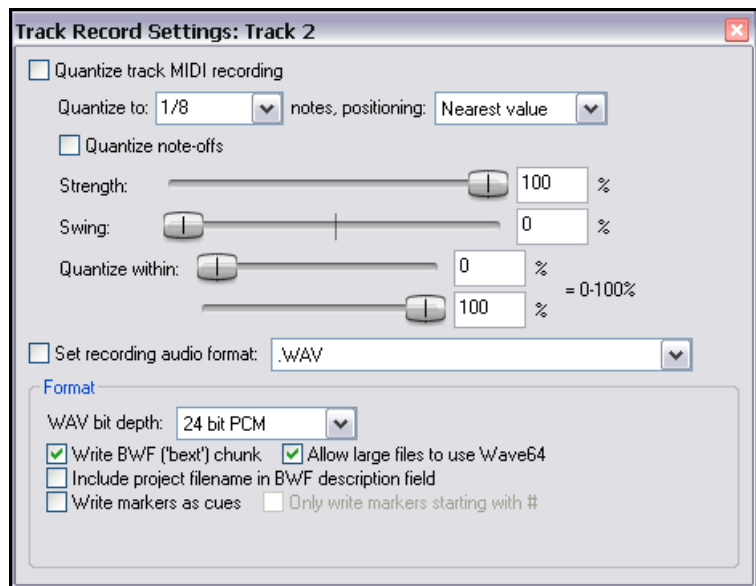 Track Record Settings: Track 2
Quantize track MIDI recording
Quantize to: 1/8 notes, positioning: Nearest value
Quantize note-offs
Strength: 100 %
Swing: 0 %
Quantize within: 0 %
= 0-100%
100 %
Set recording audio format: .WAV
Format
WAV bit depth: 24 bit PCM
Write BWF ('bext') chunk Allow large files to use Wave64
Include project filename in BWF description field
Write markers as cues Only write markers starting with #